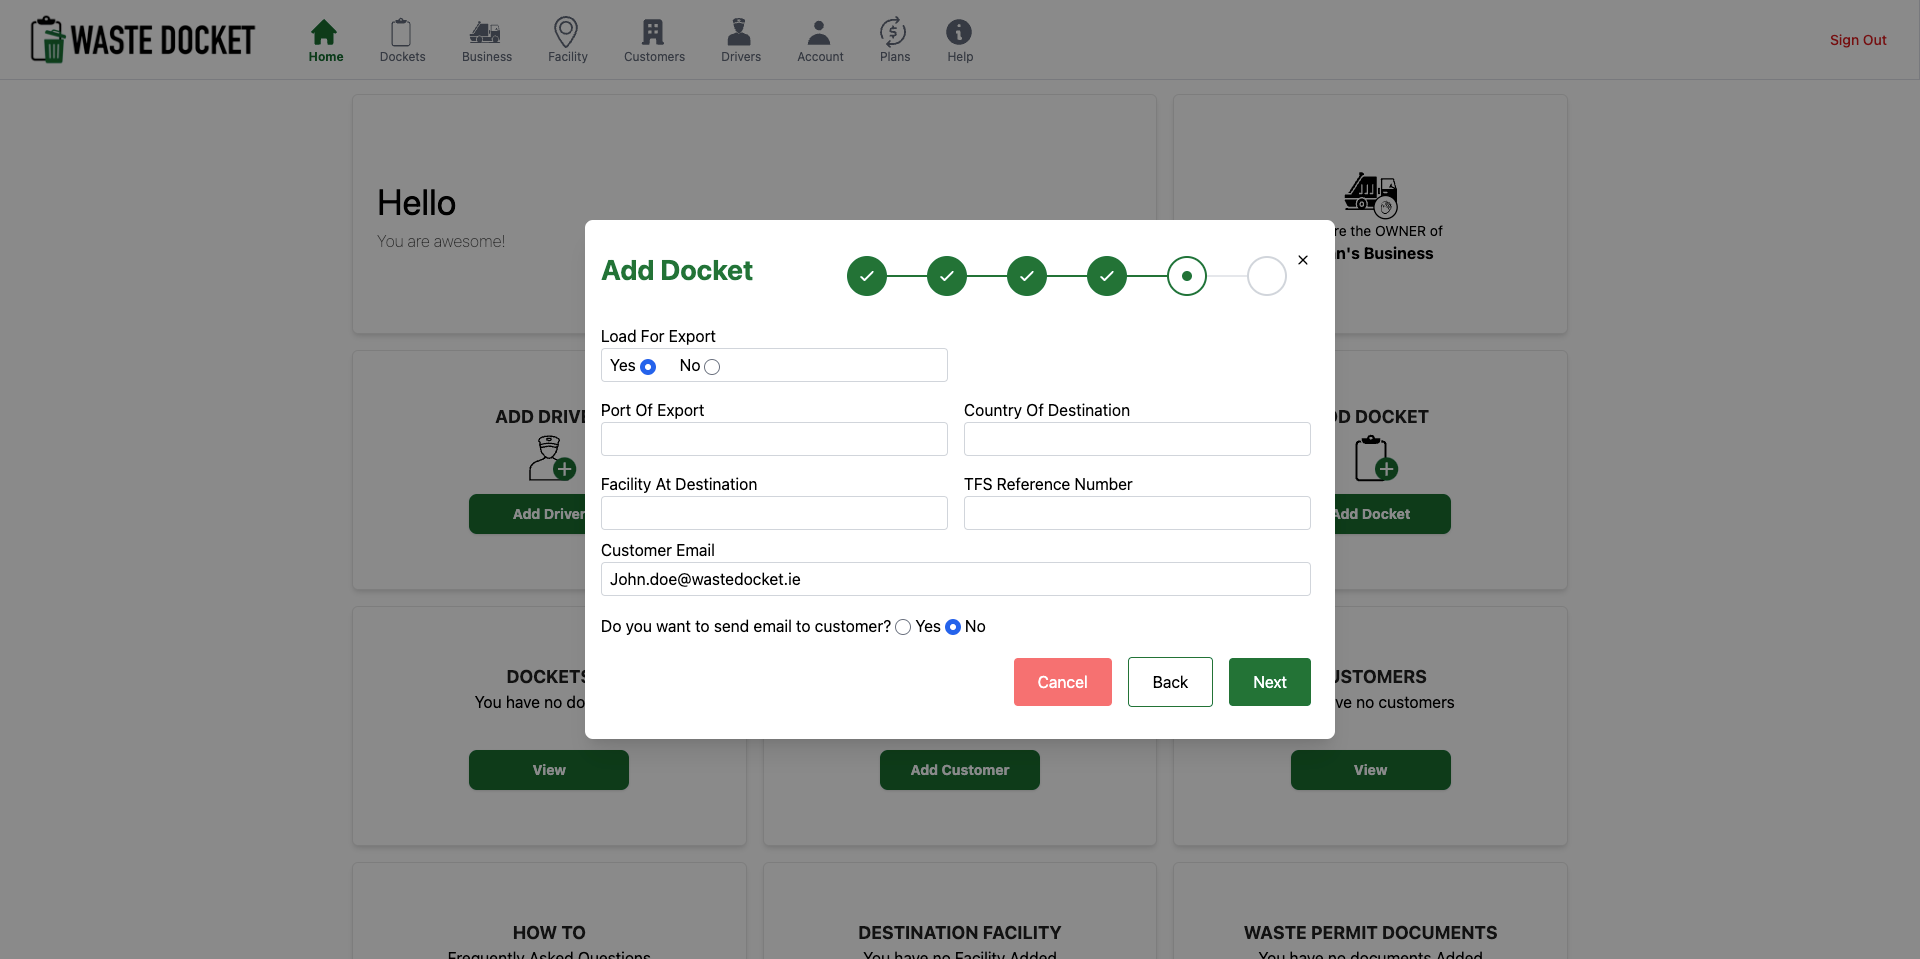 WASTE DOCKET
Home
Dockets
Business
Facility
Customers
Drivers
Account
Plans
Help
Sign Out
Hello
You are awesome!
re the OWNER of
n's Business
Add Docket
Load For Export
Yes No
Port Of Export Country Of Destination
Facility At Destination TFS Reference Number
Customer Email
John.doe@wastedocket.ie
Do you want to send email to customer? Yes No
Cancel Back Next
ADD DRIVE
Add Driver
DD DOCKET
Add Docket
DOCKETS
You have no do
View
Add Customer
USTOMERS
ve no customers
View
HOW TO
Frequently Asked Questions
DESTINATION FACILITY
You have no Facility Added
WASTE PERMIT DOCUMENTS
You have no documents Added